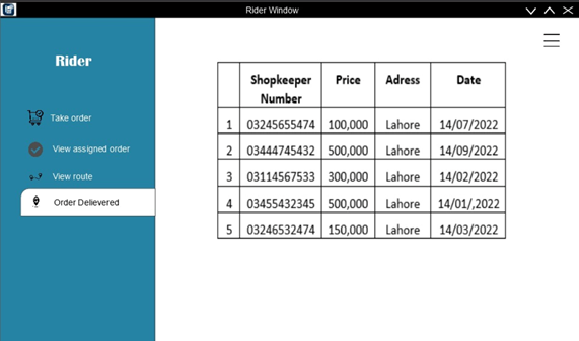 Rider Window
Rider
Take order
View assigned order
View route
Order Delievered
Shopkeeper Number Price Adress Date
1 03245655474 100,000 Lahore 14/07/2022
2 03444745432 500,000 Lahore 14/09/2022
3 03114567533 300,000 Lahore 14/02/2022
4 03455432345 500,000 Lahore 14/01/,2022
5 03246532474 150,000 Lahore 14/03/2022